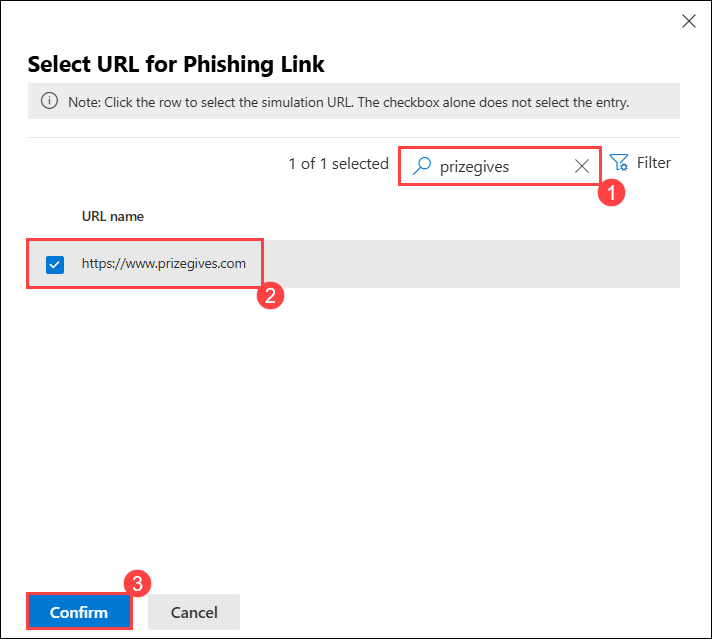 Select URL for Phishing Link
Note: Click the row to select the simulation URL. The checkbox alone does not select the entry.
1 of 1 selected
prizegives
Filter
1
URL name
https://www.prizegives.com
2
3
Confirm
Cancel